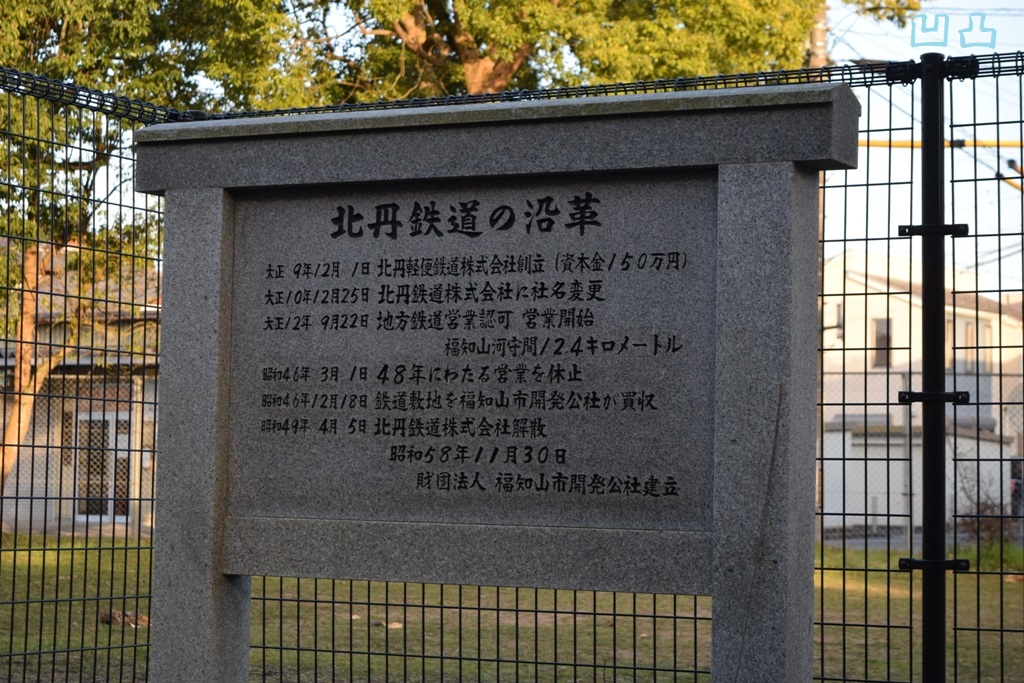 凹凸
北丹鉄道の沿革
大正 9年12月 1日 北丹軽便鉄道株式会社創立（資本金150万円）
大正10年12月25日 北丹鉄道株式会社に社名変更
大正12年 9月22日 地方鉄道営業認可 営業開始
福知山河守間12.4キロメートル
昭和46年 3月 1日 48年にわたる営業を休止
昭和46年12月18日 鉄道敷地を福知山市開発公社が買収
昭和49年 4月 5日 北丹鉄道株式会社解散
昭和58年11月30日
財団法人 福知山市開発公社建立